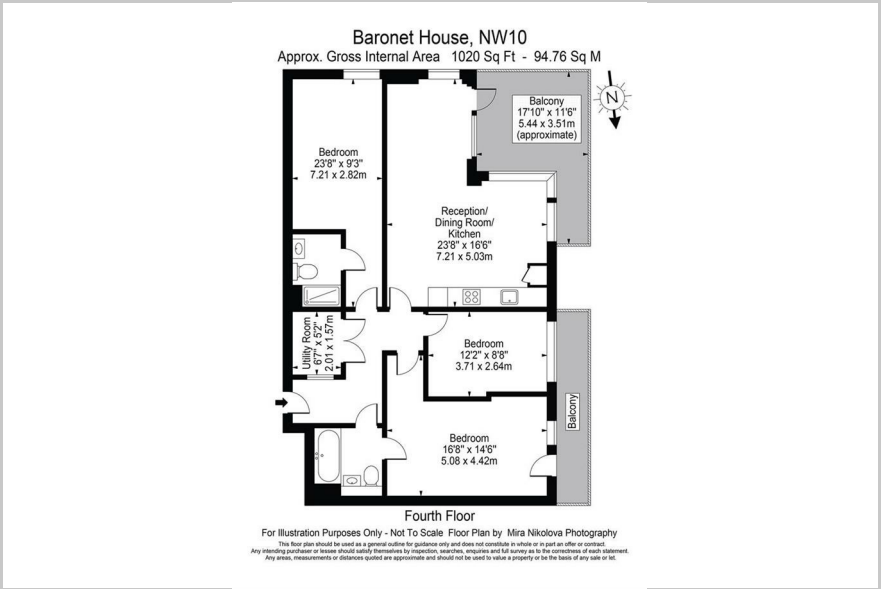 Baronet House, NW10
Approx. Gross Internal Area 1020 Sq Ft - 94.76 Sq M
N
Balcony
17'10" x 11'6"
5.44 x 3.51m
(approximate)
Bedroom
23'8" x 9'3"
7.21 x 2.82m
Reception/
Dining Room/
Kitchen
23'8" x 16'6"
7.21 x 5.03m
Utility Room
6'7" x 5'2"
2.01 x 1.57m
Bedroom
12'2" x 8'8"
3.71 x 2.64m
Balcony
Bedroom
16'8" x 14'6"
5.08 x 4.42m
Fourth Floor
For Illustration Purposes Only - Not To Scale Floor Plan by Mira Nikolova Photography
This floor plan should be used as a general outline for guidance only and does not constitute in whole or in part an offer or contract.
Any intending purchaser or lessee should satisfy themselves by inspection, searches, enquiries and full survey as to the correctness of each statement.
Any areas, measurements or distances quoted are approximate and should not be used to value a property or be the basis of any sale or let.